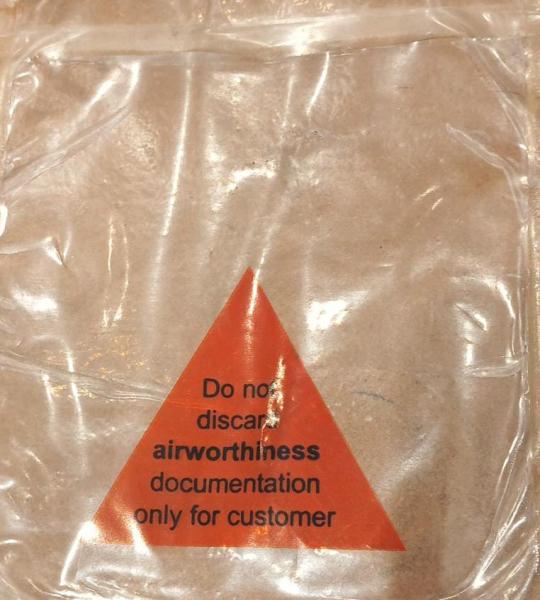 Do not
discard
airworthiness
documentation
only for customer